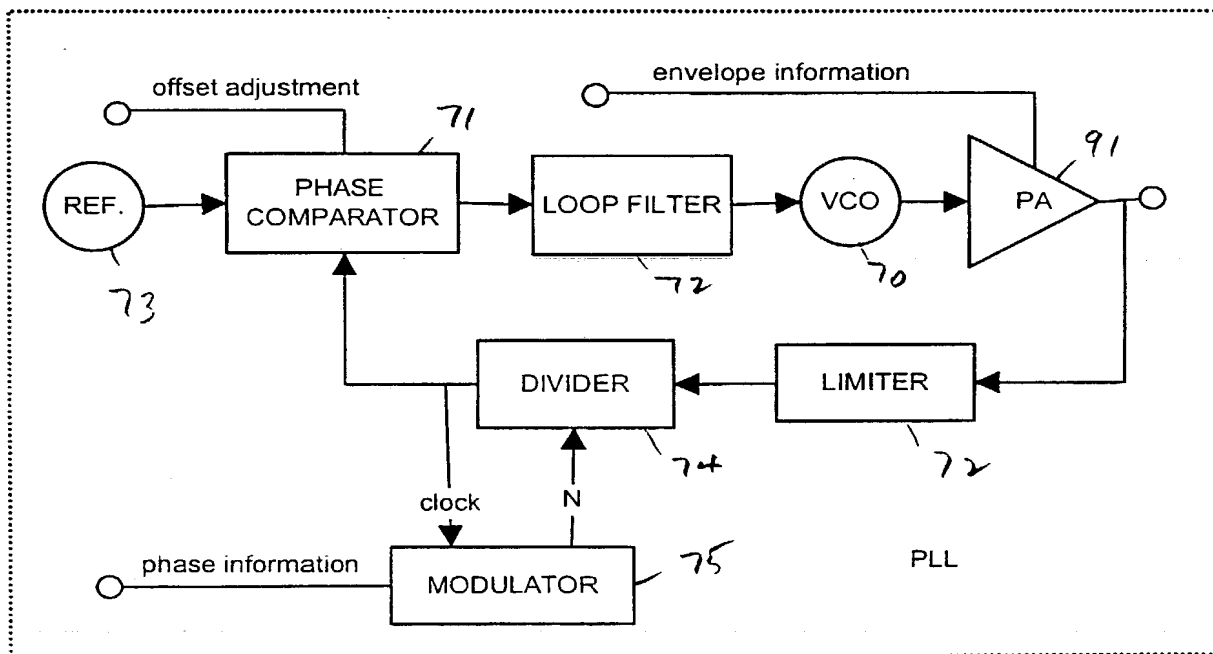 offset adjustment
envelope information
71
91
REF.
PHASE
COMPARATOR
LOOP FILTER
VCO
PA
73
72
70
DIVIDER
LIMITER
74
72
clock
N
phase information
MODULATOR
75
PLL